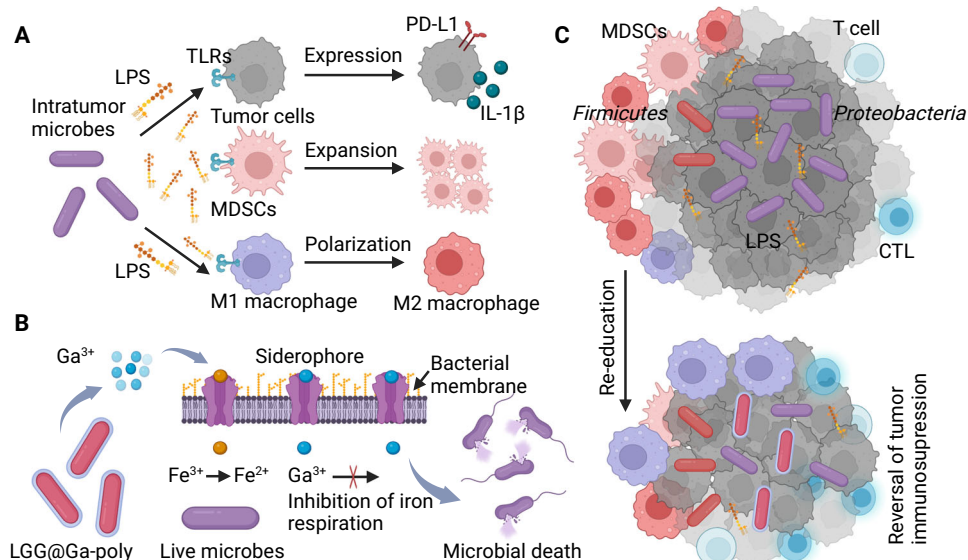 A
LPS
TLRs
Expression
PD-L1
Intratumor
microbes
Tumor cells
IL-1β
Expansion
MDSCs
LPS
Polarization
M1 macrophage
M2 macrophage
B
Ga³⁺
Siderophore
Bacterial
membrane
Fe³⁺
Fe²⁺
Ga³⁺
Inhibition of iron
respiration
LGG@Ga-poly
Live microbes
Microbial death
C
MDSCs
T cell
Firmicutes
Proteobacteria
LPS
CTL
Re-education
Reversal of tumor
immunosupression